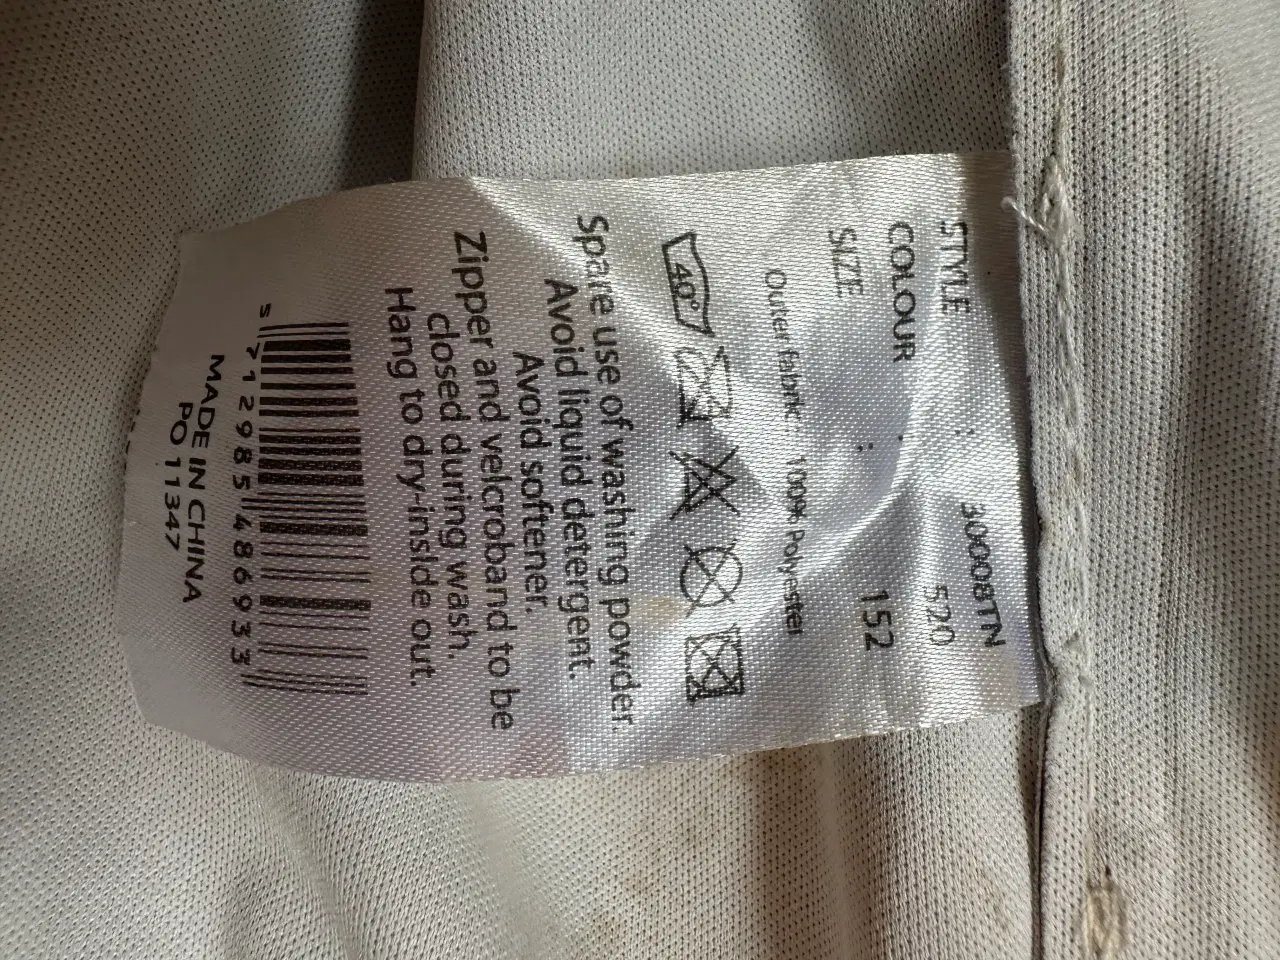 STYLE : 30008TN
COLOUR : 520
SIZE : 152
Outer fabric 100% Polyester
40°
Spare use of washing powder.
Avoid liquid detergent.
Avoid softener.
Zipper and velcroband to be
closed during wash.
Hang to dry-inside out.
5 712985 486933
MADE IN CHINA
PO 11347